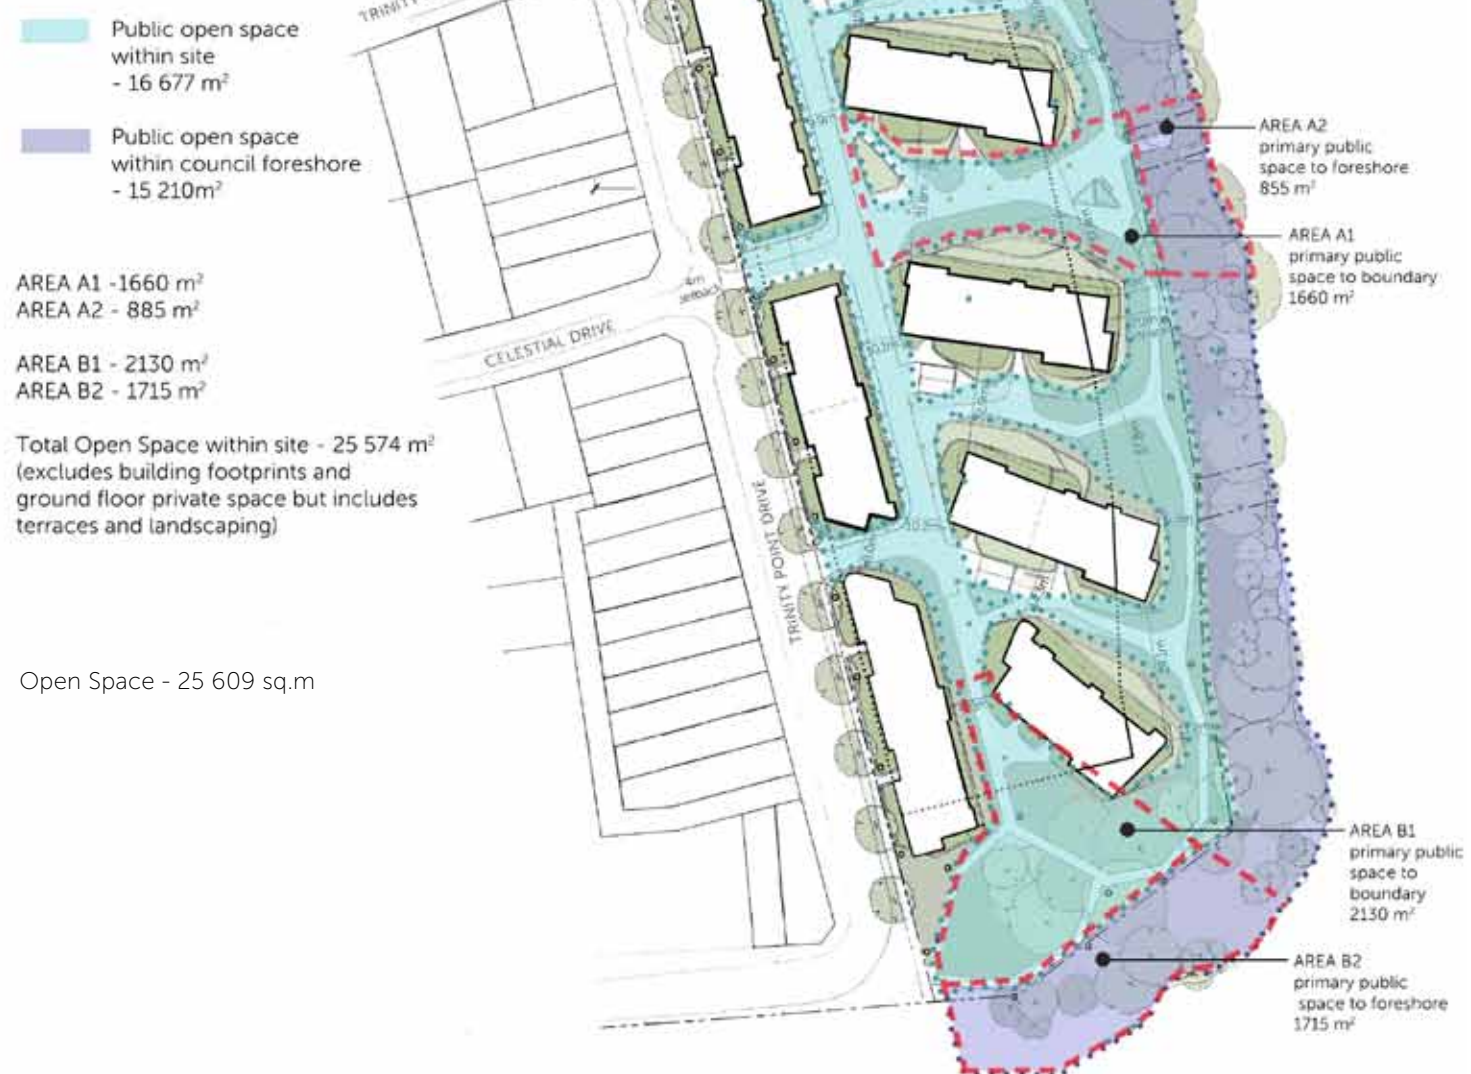 TRINITY
Public open space
within site
- 16 677 m²
Public open space
within council foreshore
- 15 210m²
AREA A1 -1660 m²
AREA A2 - 885 m²
AREA B1 - 2130 m²
AREA B2 - 1715 m²
Total Open Space within site - 25 574 m²
(excludes building footprints and
ground floor private space but includes
terraces and landscaping)
Open Space - 25 609 sq.m
4m
setback
CELESTIAL DRIVE
TRINITY POINT DRIVE
AREA A2
primary public
space to foreshore
855 m²
AREA A1
primary public
space to boundary
1660 m²
AREA B1
primary public
space to
boundary
2130 m²
AREA B2
primary public
space to foreshore
1715 m²